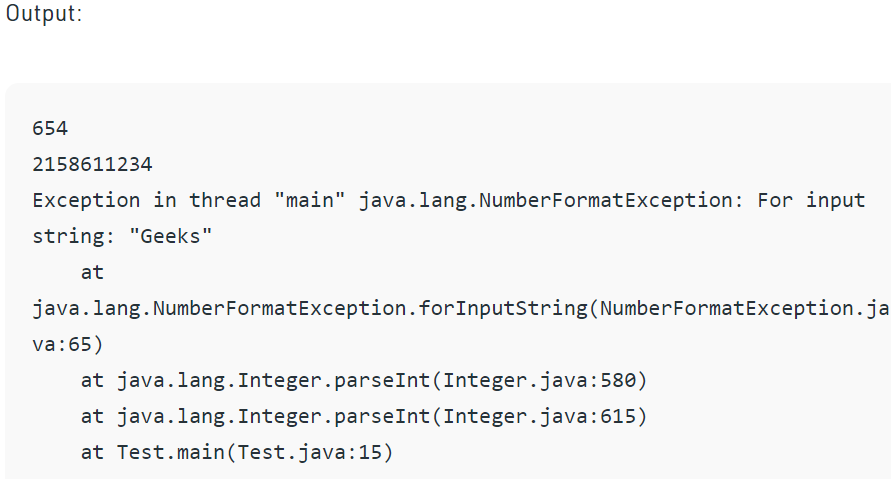 Output:
654
2158611234
Exception in thread "main" java.lang.NumberFormatException: For input
string: "Geeks"
    at
java.lang.NumberFormatException.forInputString(NumberFormatException.ja
va:65)
    at java.lang.Integer.parseInt(Integer.java:580)
    at java.lang.Integer.parseInt(Integer.java:615)
    at Test.main(Test.java:15)